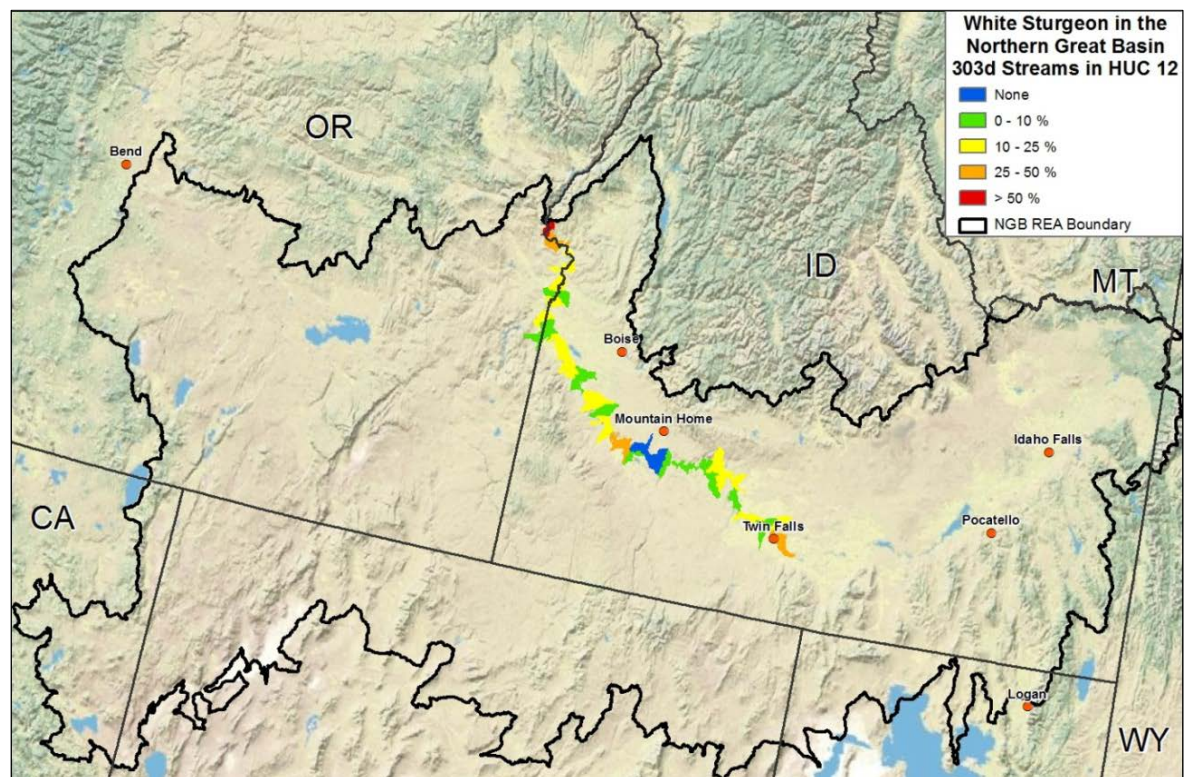 White Sturgeon in the
Northern Great Basin
303d Streams in HUC 12
None
0 - 10 %
10 - 25 %
25 - 50 %
> 50 %
NGB REA Boundary
OR
Bend
ID
MT
Boise
Mountain Home
Idaho Falls
CA
Twin Falls
Pocatello
Logan
WY